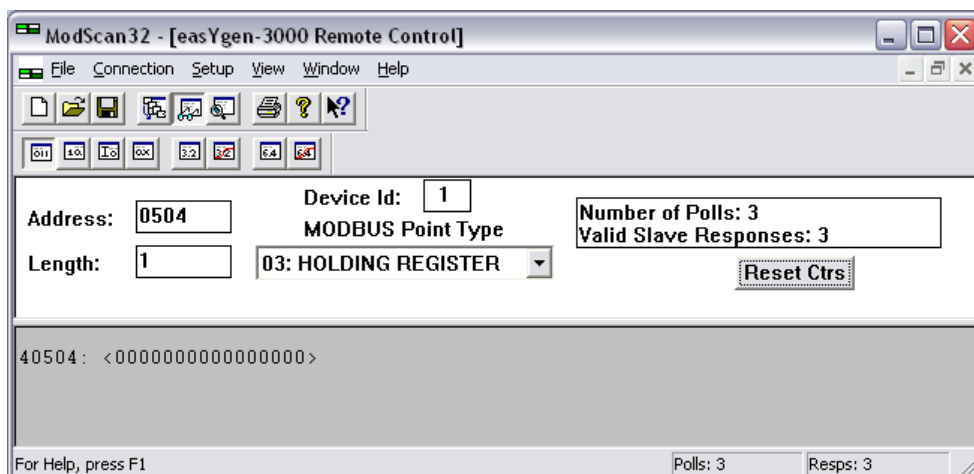 ModScan32 - [easYgen-3000 Remote Control]
File Connection Setup View Window Help
Address: 0504
Device Id: 1
MODBUS Point Type
Length: 1
03: HOLDING REGISTER
Number of Polls: 3
Valid Slave Responses: 3
Reset Ctrs
40504: <0000000000000000>
For Help, press F1
Polls: 3
Resps: 3